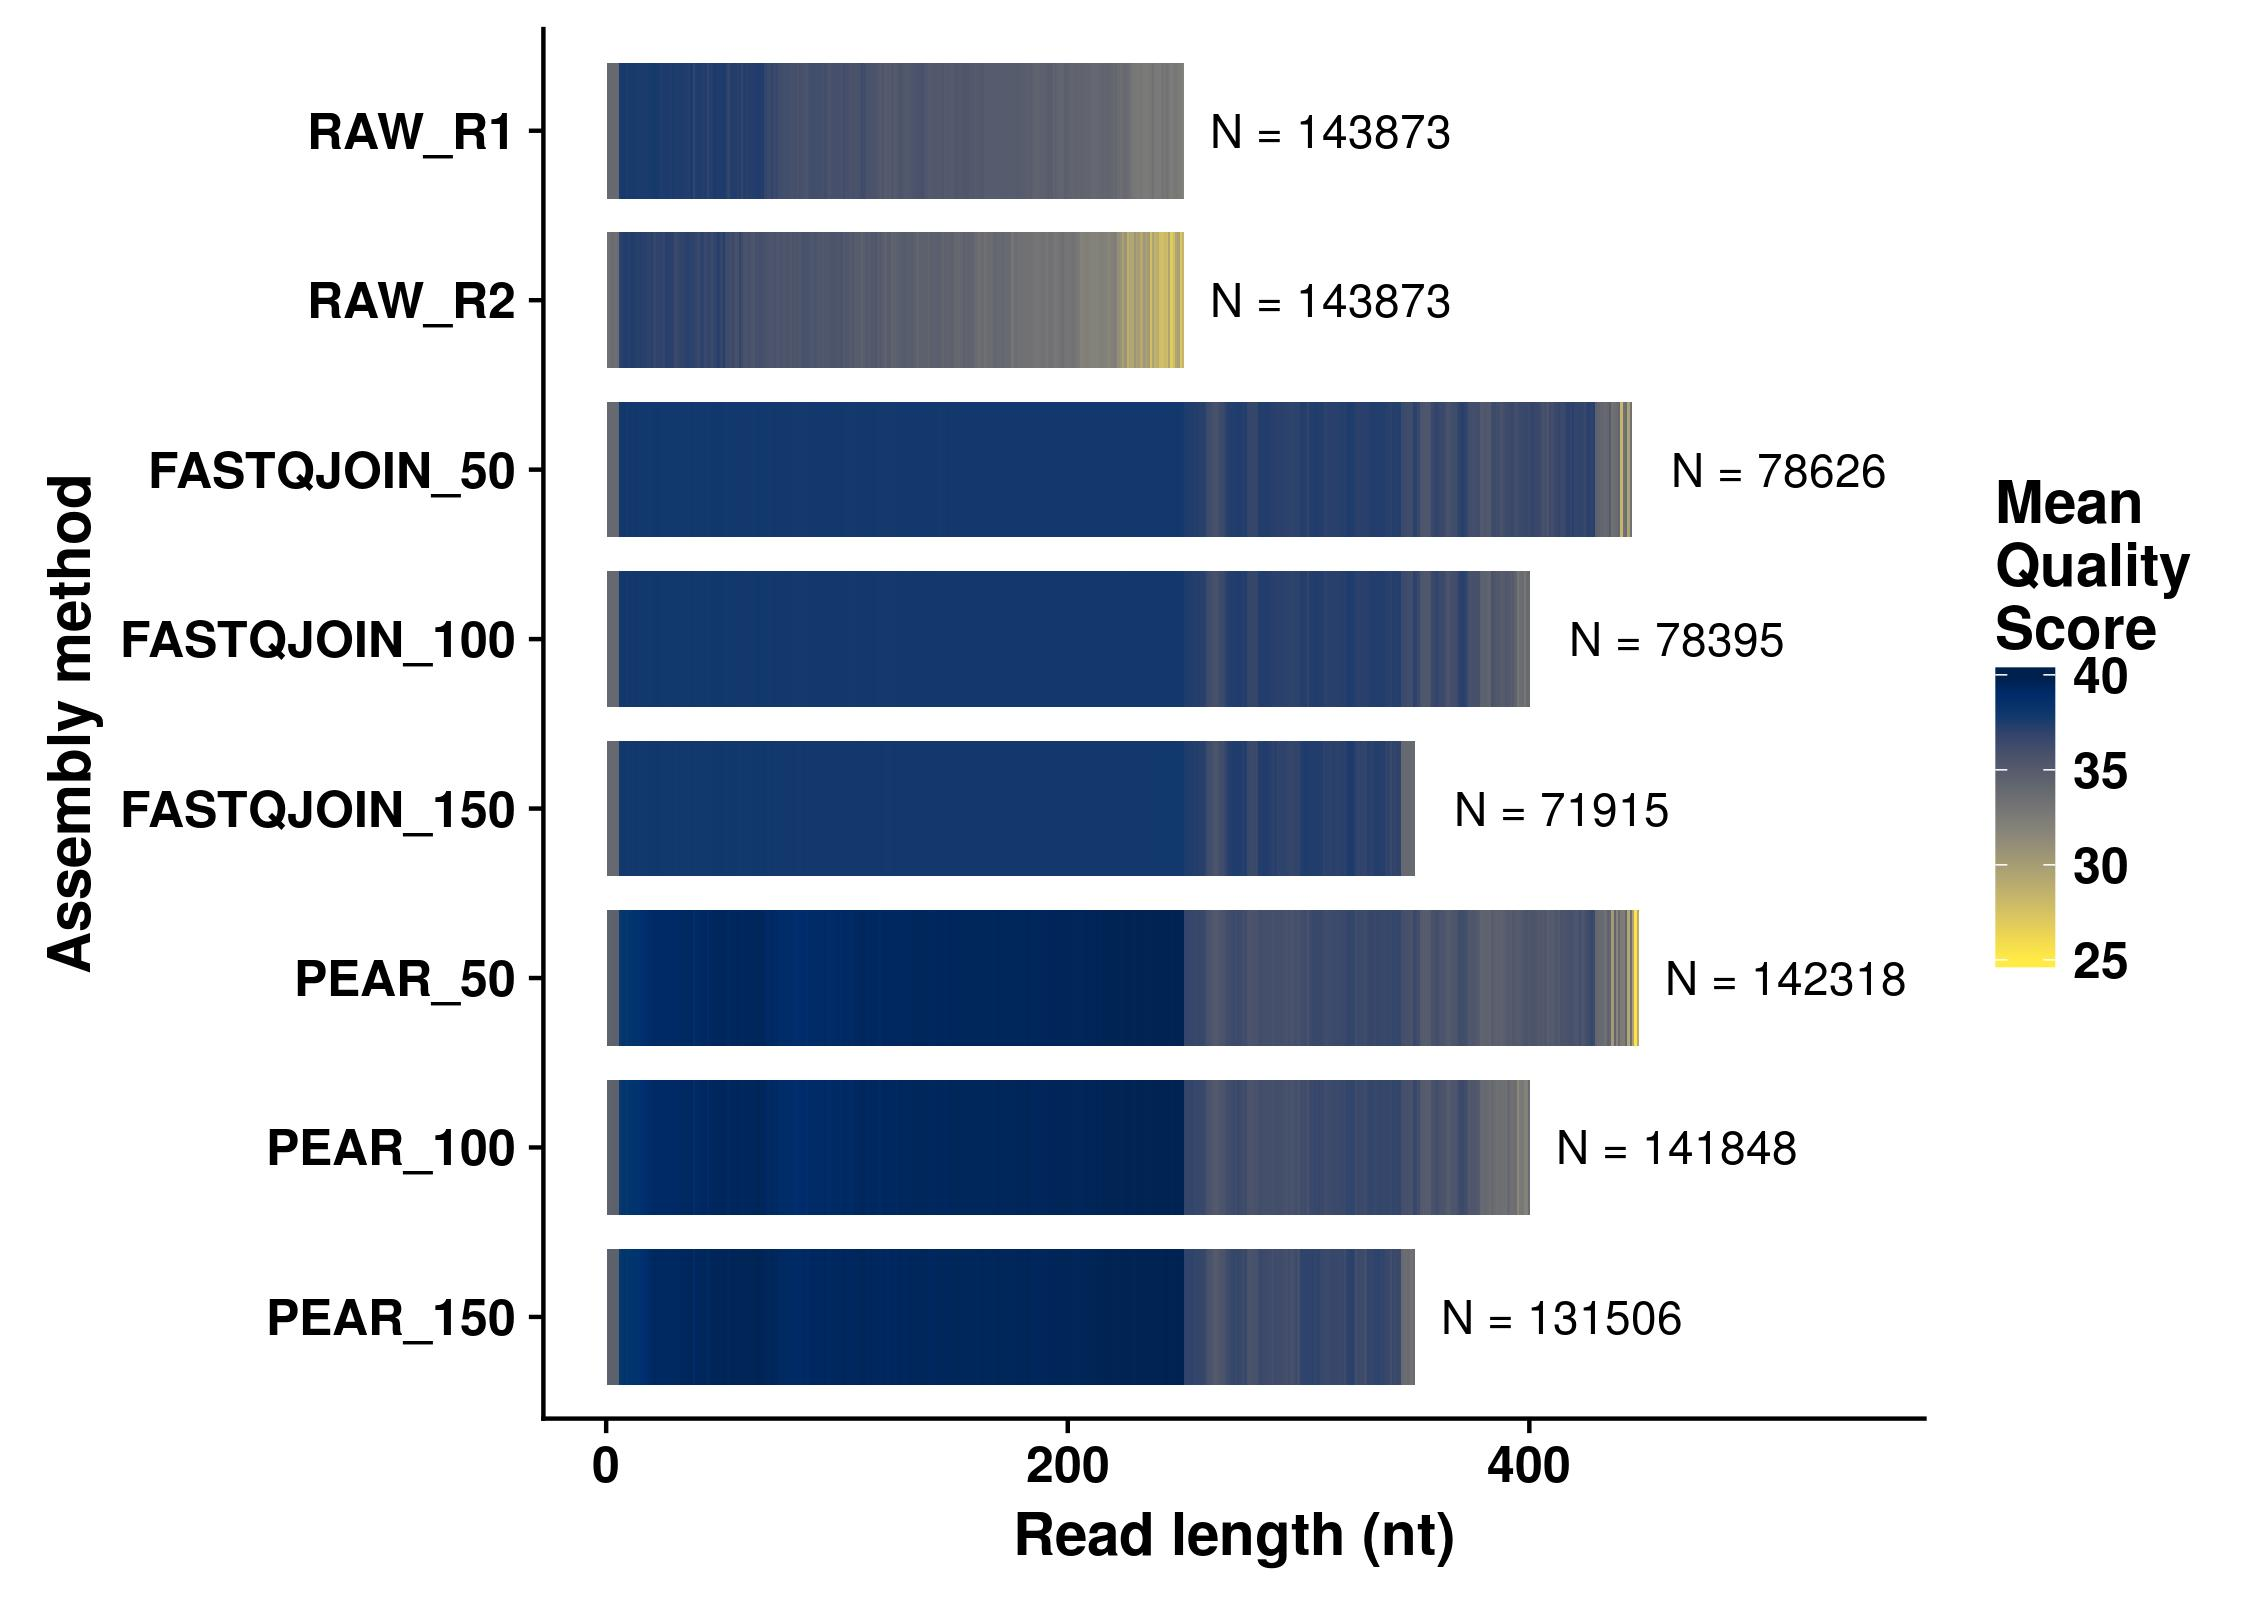 RAW_R1
N = 143873
RAW_R2
N = 143873
FASTQJOIN_50
N = 78626
FASTQJOIN_100
N = 78395
FASTQJOIN_150
N = 71915
PEAR_50
N = 142318
PEAR_100
N = 141848
PEAR_150
N = 131506
Assembly method
0
200
400
Read length (nt)
Mean
Quality
Score
40
35
30
25